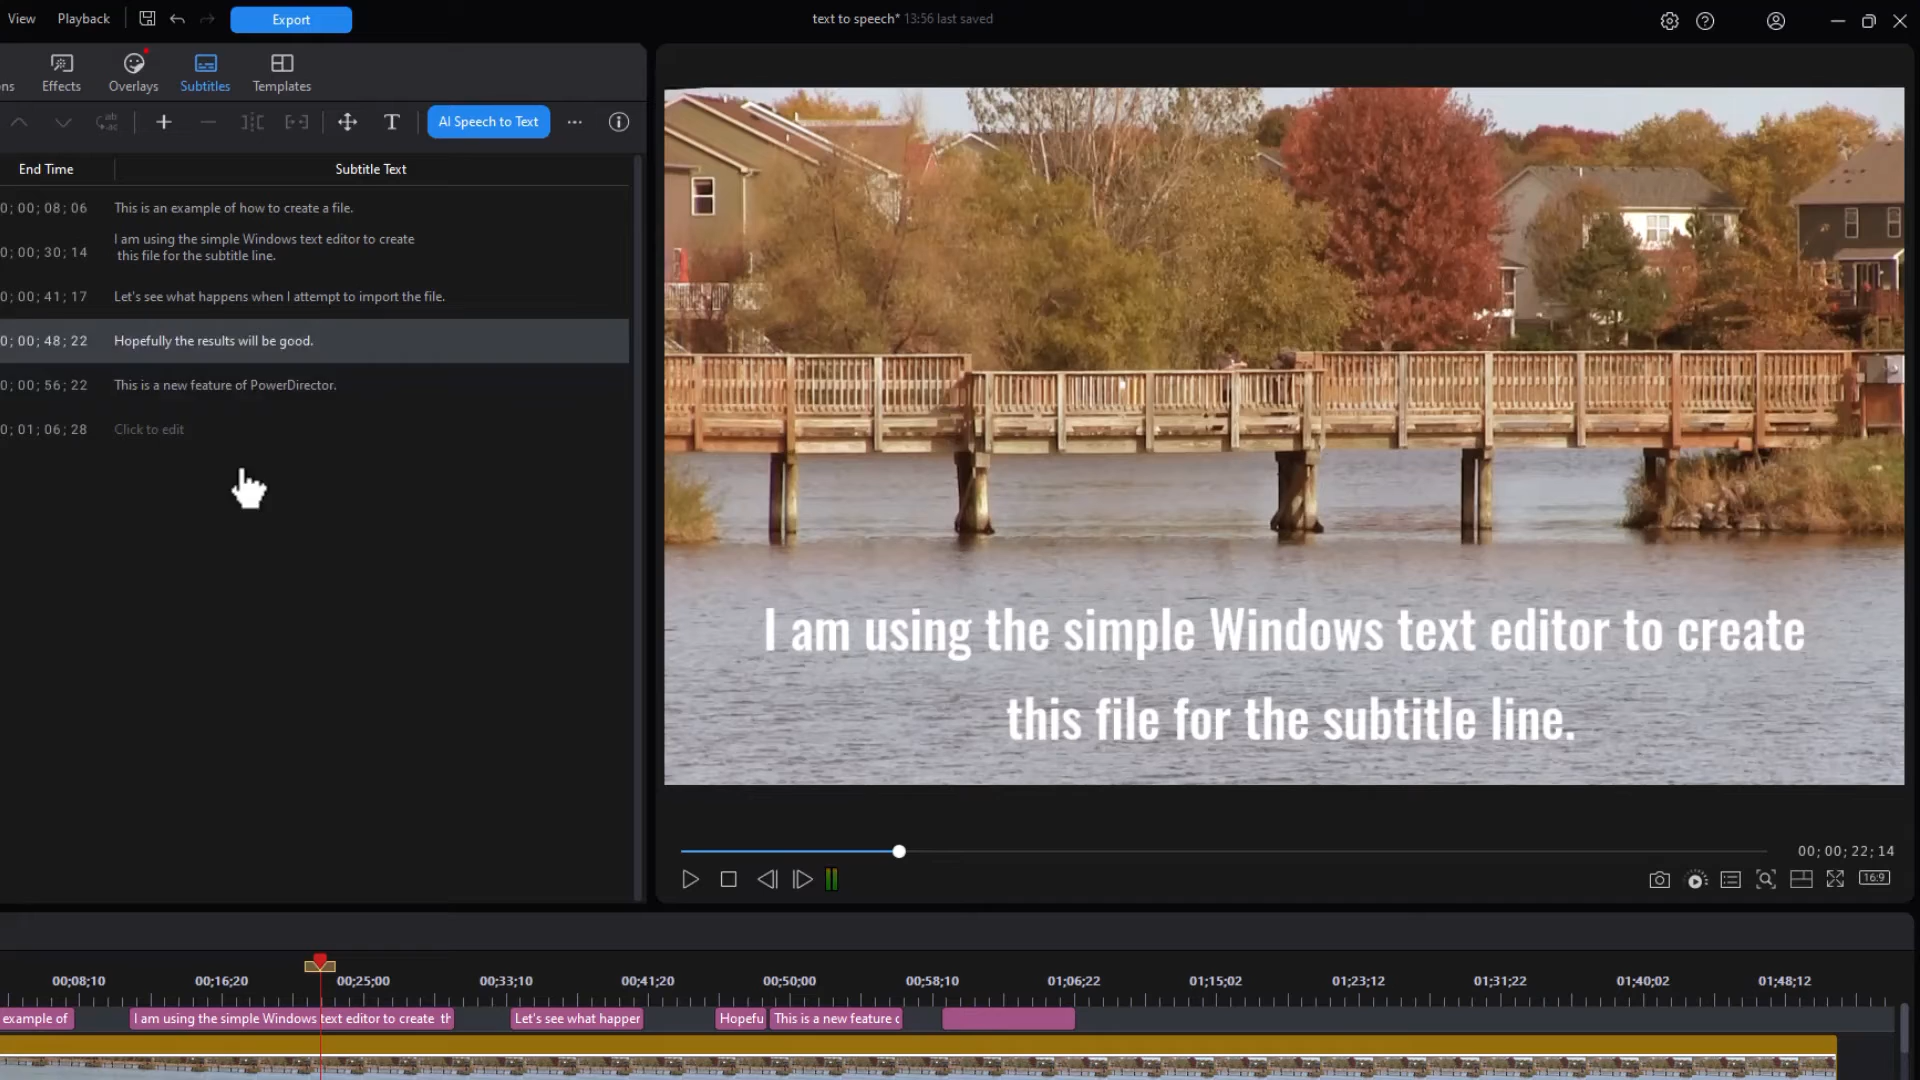 View Playback Export text to speech* 13:56 last saved
ns Effects Overlays Subtitles Templates
AI Speech to Text
End Time Subtitle Text
0; 00; 08; 06 This is an example of how to create a file.
I am using the simple Windows text editor to create
0; 00; 30; 14 this file for the subtitle line.
0; 00; 41; 17 Let's see what happens when I attempt to import the file.
0; 00; 48; 22 Hopefully the results will be good.
0; 00; 56; 22 This is a new feature of PowerDirector.
0; 01; 06; 28 Click to edit
I am using the simple Windows text editor to create
this file for the subtitle line.
00; 00; 22; 14
16:9
00;08;10 00;16;20 00;25;00 00;33;10 00;41;20 00;50;00 00;58;10 01;06;22 01;15;02 01;23;12 01;31;22 01;40;02 01;48;12
example of I am using the simple Windows text editor to create th Let's see what happer Hopefu This is a new feature c